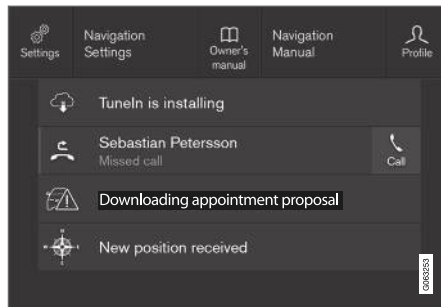 Settings
Navigation
Settings
Owner's
manual
Navigation
Manual
Profile
TuneIn is installing
Sebastian Petersson
Missed call
Call
Downloading appointment proposal
New position received
G063253